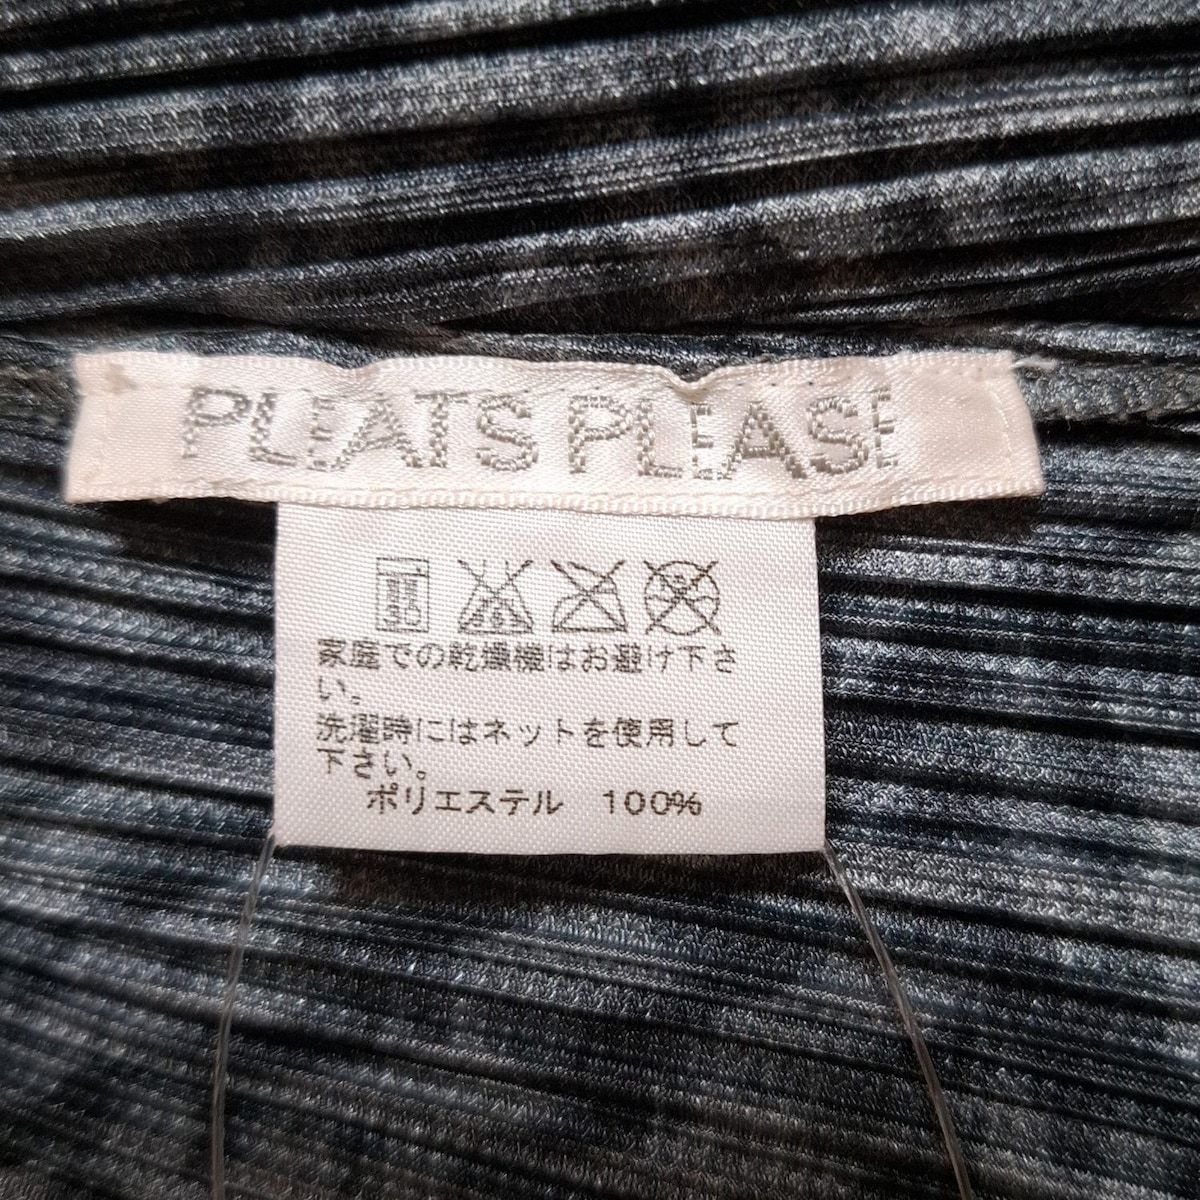 PLEATS PLEASE
30
家庭での乾燥機はお避け下さ
い。
洗濯時にはネットを使用して
下さい。
ポリエステル 100%